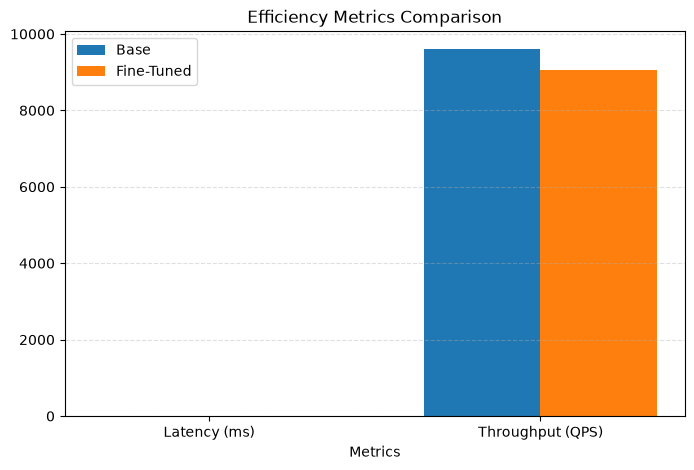 Efficiency Metrics Comparison
Base
Fine-Tuned
10000
8000
6000
4000
2000
0
Latency (ms)
Throughput (QPS)
Metrics